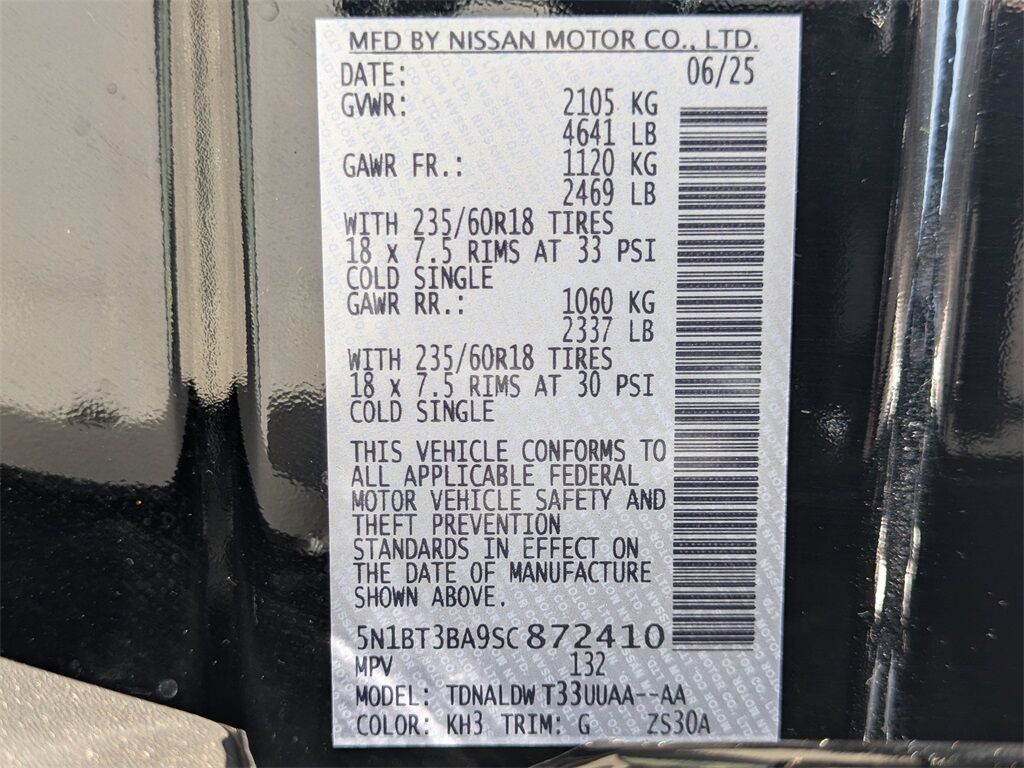 MFD BY NISSAN MOTOR CO., LTD.
DATE: 06/25
GVWR: 2105 KG
4641 LB
GAWR FR.: 1120 KG
2469 LB
WITH 235/60R18 TIRES
18 x 7.5 RIMS AT 33 PSI
COLD SINGLE
GAWR RR.: 1060 KG
2337 LB
WITH 235/60R18 TIRES
18 x 7.5 RIMS AT 30 PSI
COLD SINGLE
THIS VEHICLE CONFORMS TO
ALL APPLICABLE FEDERAL
MOTOR VEHICLE SAFETY AND
THEFT PREVENTION
STANDARDS IN EFFECT ON
THE DATE OF MANUFACTURE
SHOWN ABOVE.
5N1BT3BA9SC872410
MPV 132
MODEL: TDNALDWT33UUAA--AA
COLOR: KH3 TRIM: G ZS30A